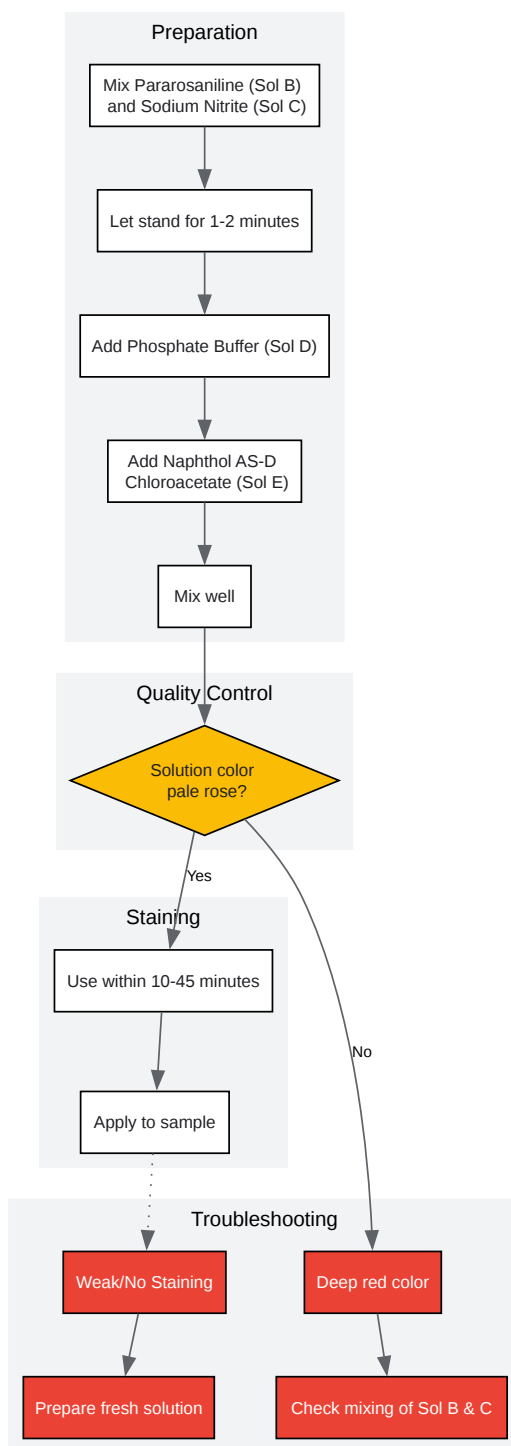 Preparation
Mix Pararosaniline (Sol B)
and Sodium Nitrite (Sol C)
Let stand for 1-2 minutes
Add Phosphate Buffer (Sol D)
Add Naphthol AS-D
Chloroacetate (Sol E)
Mix well
Quality Control
Solution color
pale rose?
Yes
Staining
Use within 10-45 minutes
No
Apply to sample
Troubleshooting
Weak/No Staining
Deep red color
Prepare fresh solution
Check mixing of Sol B & C